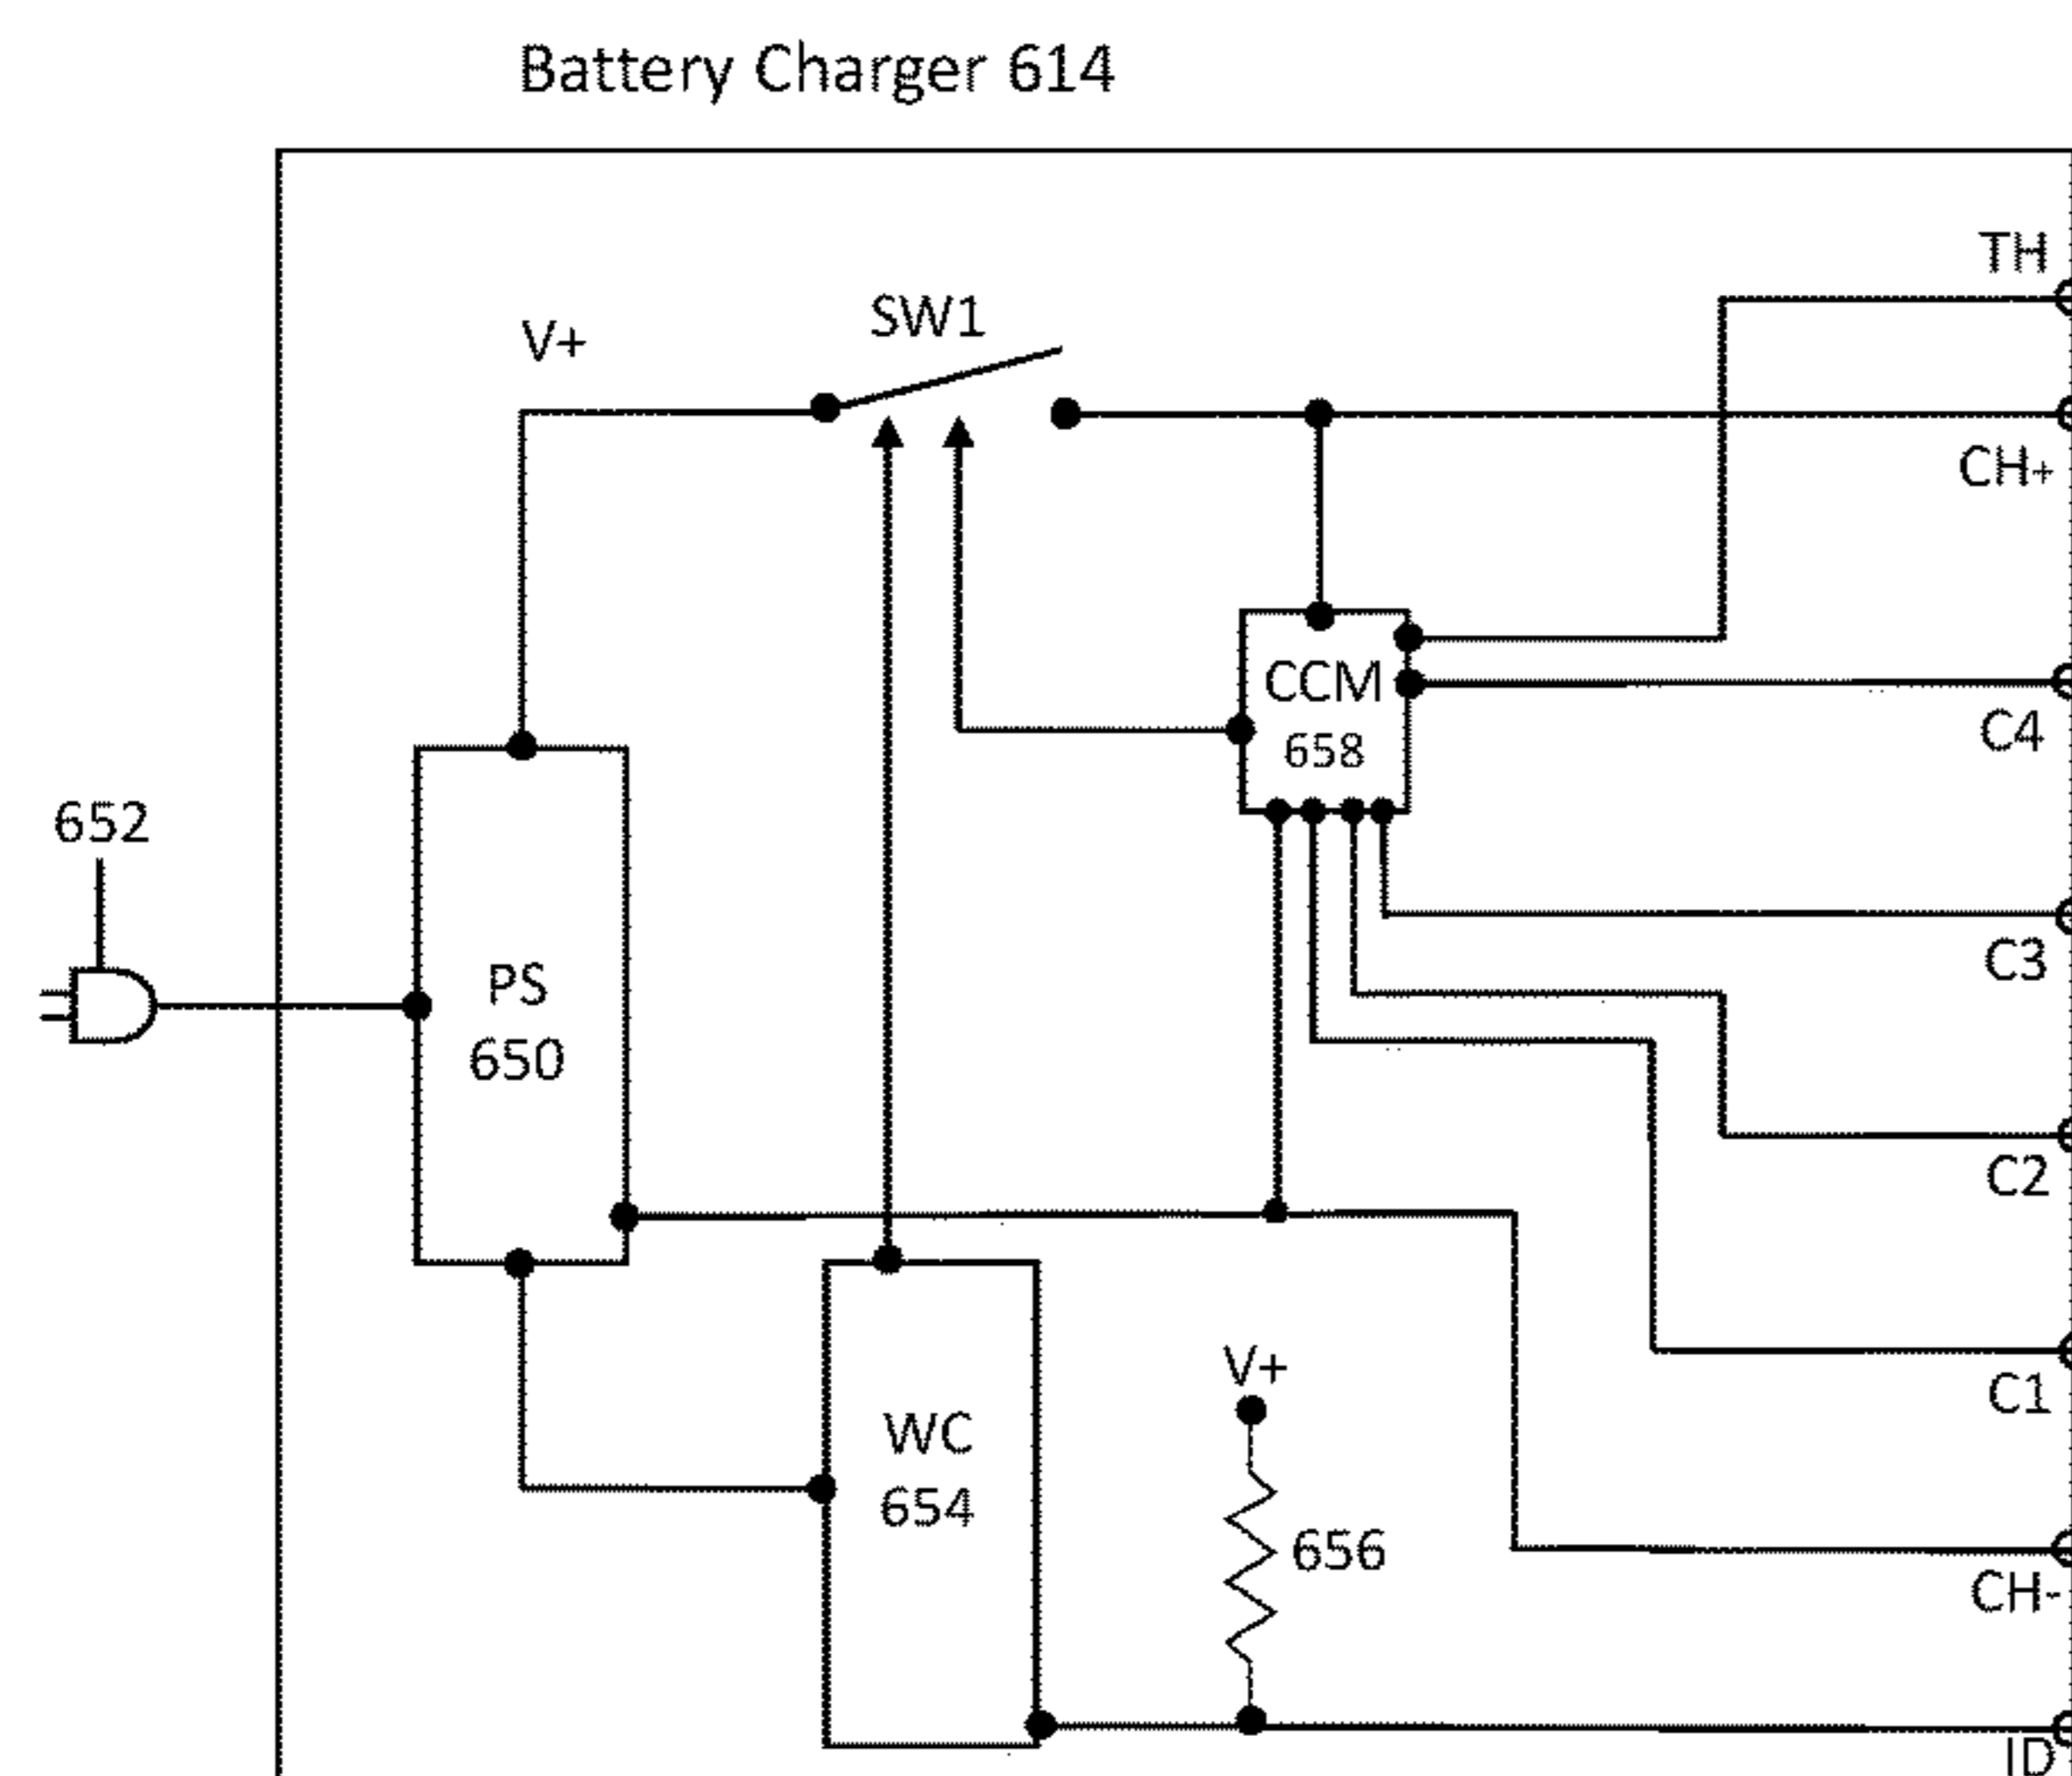 Battery Charger 614
TH
SW1
V+
CH+
CCM
658
C4
652
C3
PS
650
C2
V+
C1
WC
654
656
CH-
ID